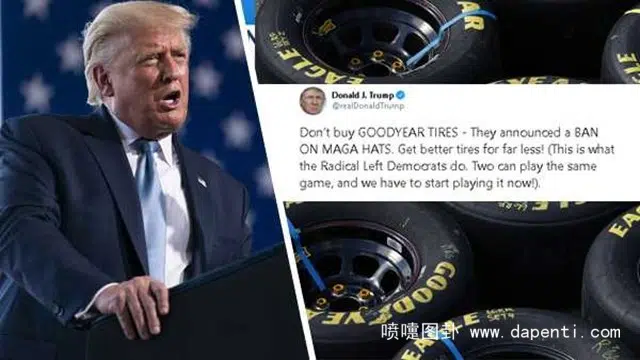 EAGLE
AR
Donald J. Trump
@realDonaldTrump
Don't buy GOODYEAR TIRES - They announced a BAN
ON MAGA HATS. Get better tires for far less! (This is what
the Radical Left Democrats do. Two can play the same
game, and we have to start playing it now!).
GOODYEAR
EAGLE
GOODYEAR
EAGLE
喷嚏图卦 www.dapenti.com